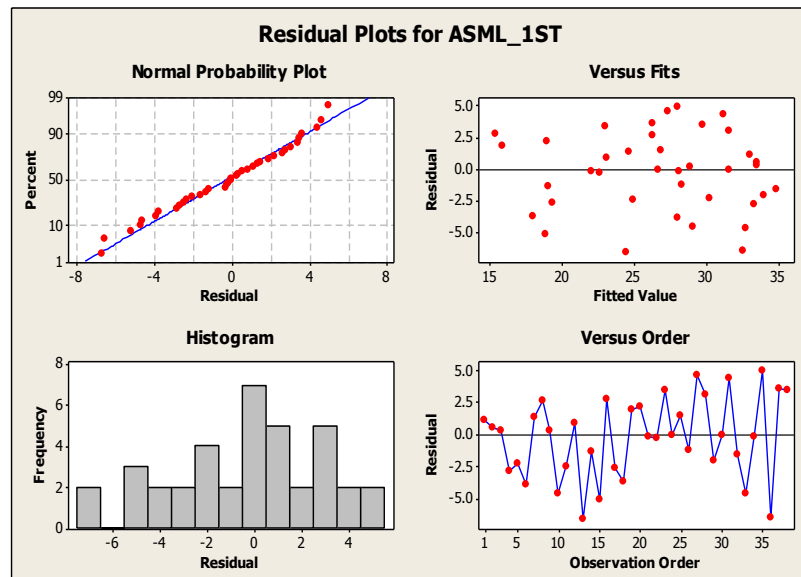 Residual Plots for ASML_1ST
Normal Probability Plot
99
90
50
10
1
Percent
-8 -4 0 4 8
Residual
Versus Fits
5.0
2.5
0.0
-2.5
-5.0
Residual
15 20 25 30 35
Fitted Value
Histogram
8
6
4
2
0
Frequency
-6 -4 -2 0 2 4
Residual
Versus Order
5.0
2.5
0.0
-2.5
-5.0
Residual
1 5 10 15 20 25 30 35
Observation Order